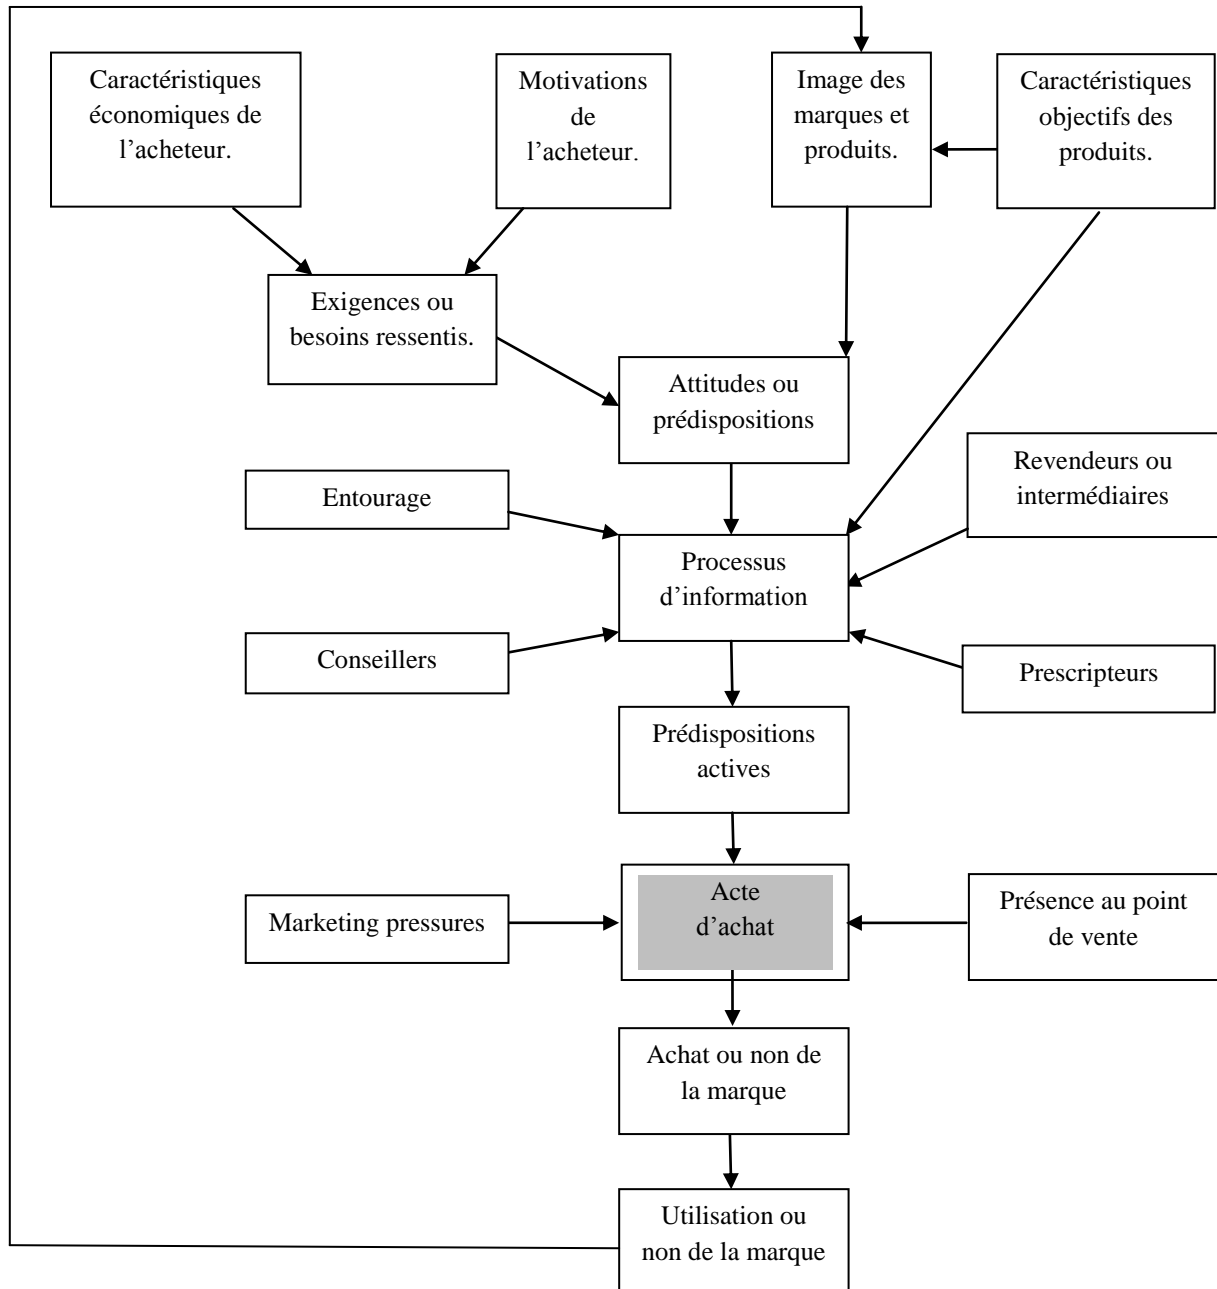 Caractéristiques
économiques de
l’acheteur.
Motivations
de
l’acheteur.
Image des
marques et
produits.
Caractéristiques
objectifs des
produits.
Exigences ou
besoins ressentis.
Attitudes ou
prédispositions
Revendeurs ou
intermédiaires
Entourage
Processus
d’information
Conseillers
Prescripteurs
Prédispositions
actives
Acte
d’achat
Marketing pressures
Présence au point
de vente
Achat ou non de
la marque
Utilisation ou
non de la marque